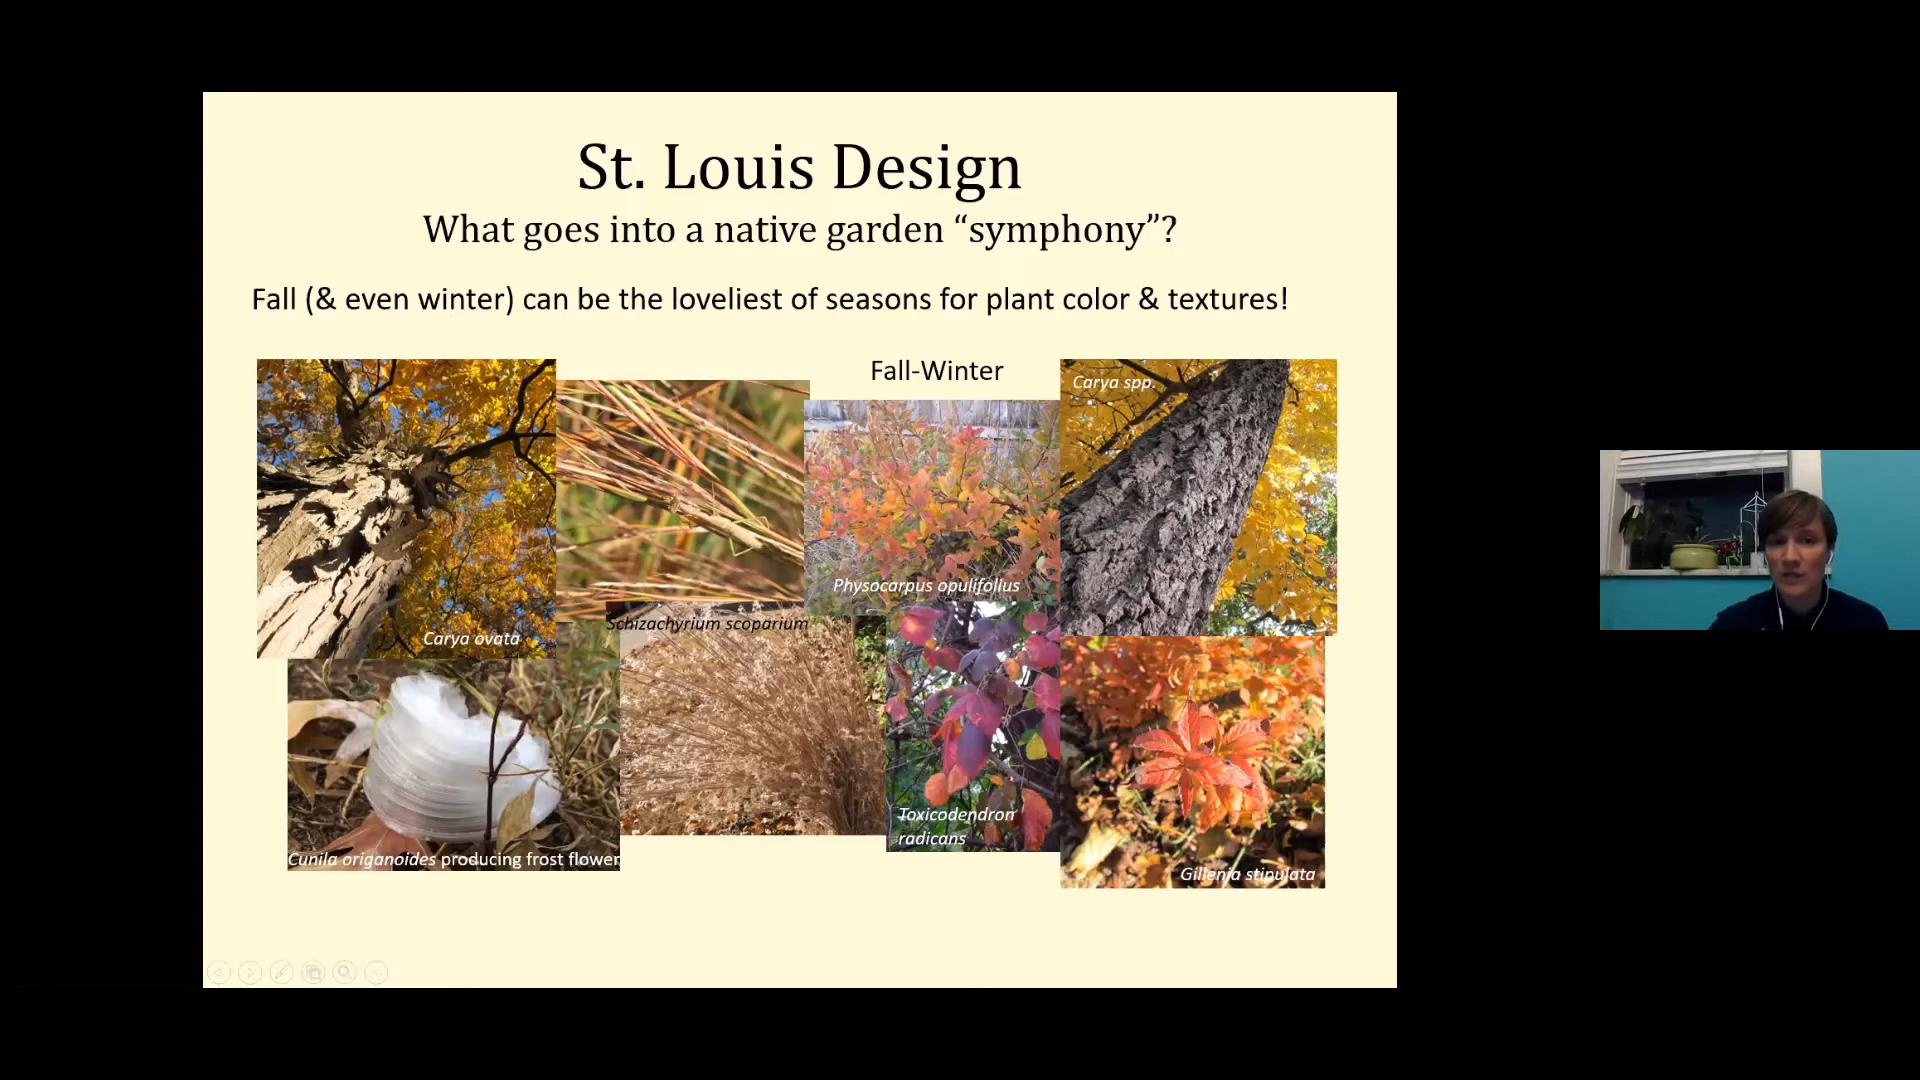 St. Louis Design
What goes into a native garden “symphony”?
Fall (& even winter) can be the loveliest of seasons for plant color & textures!
Fall-Winter
Carya spp.
Physocarpus opulifolius
Schizachyrium scoparium
Carya ovata
Toxicodendron
radicans
Cunila origanoides producing frost flower
Gillenia stipulata